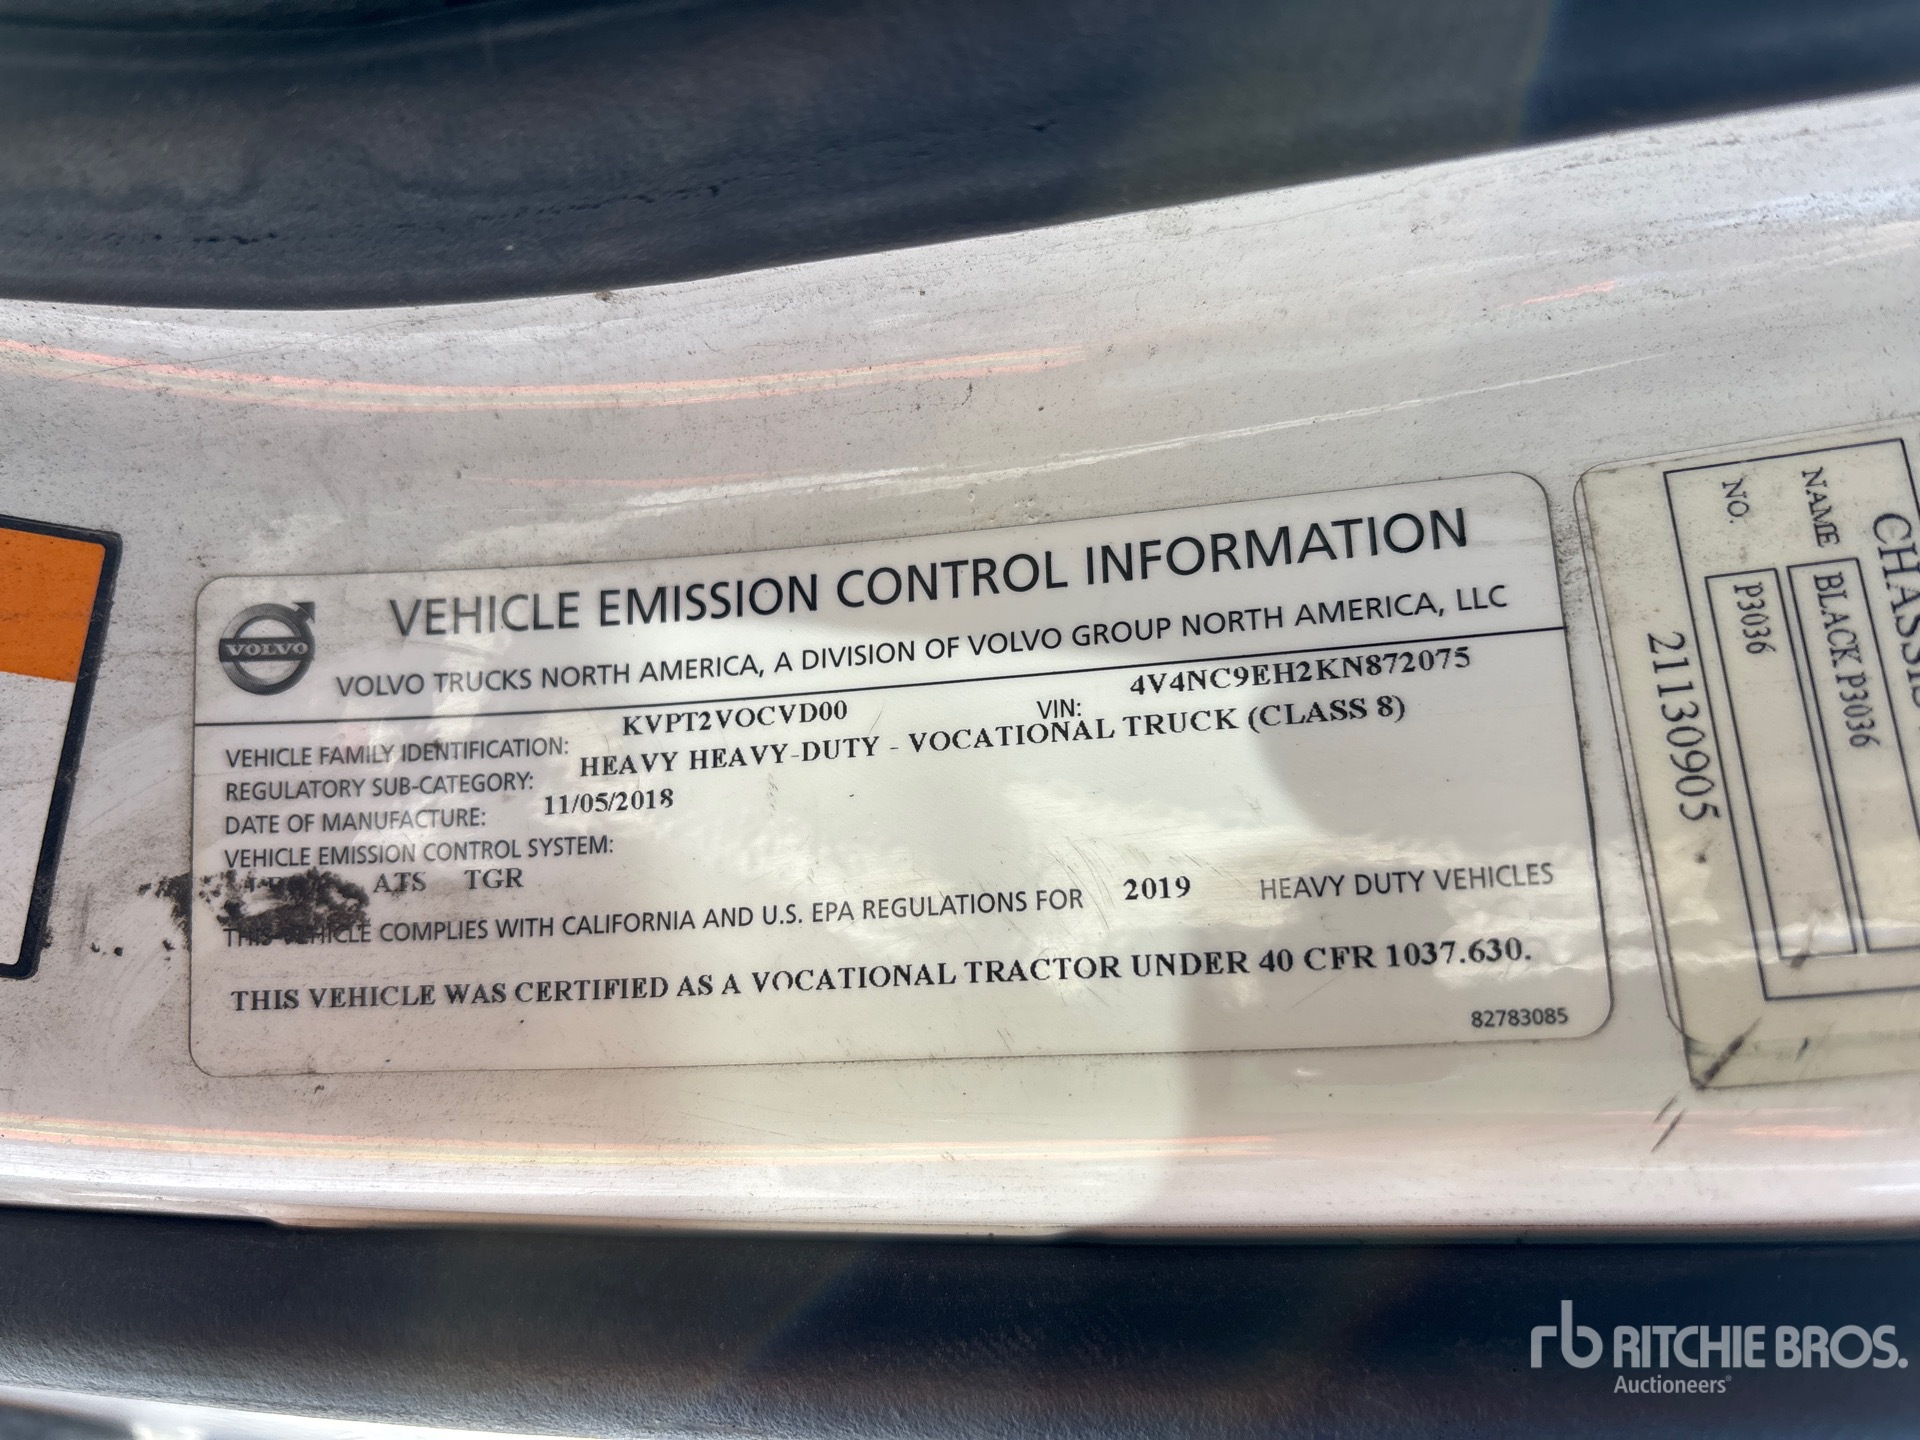 VOLVO
VEHICLE EMISSION CONTROL INFORMATION
VOLVO TRUCKS NORTH AMERICA, A DIVISION OF VOLVO GROUP NORTH AMERICA, LLC
VEHICLE FAMILY IDENTIFICATION: KVPT2VOCVD00 VIN: 4V4NC9EH2KN872075
REGULATORY SUB-CATEGORY: HEAVY HEAVY-DUTY - VOCATIONAL TRUCK (CLASS 8)
DATE OF MANUFACTURE: 11/05/2018
VEHICLE EMISSION CONTROL SYSTEM:
ATS TGR
THIS VEHICLE COMPLIES WITH CALIFORNIA AND U.S. EPA REGULATIONS FOR 2019 HEAVY DUTY VEHICLES
THIS VEHICLE WAS CERTIFIED AS A VOCATIONAL TRACTOR UNDER 40 CFR 1037.630.
82783085
CHASSIS
NAME BLACK P3036
NO. P3036
21130905
rb RITCHIE BROS.
Auctioneers